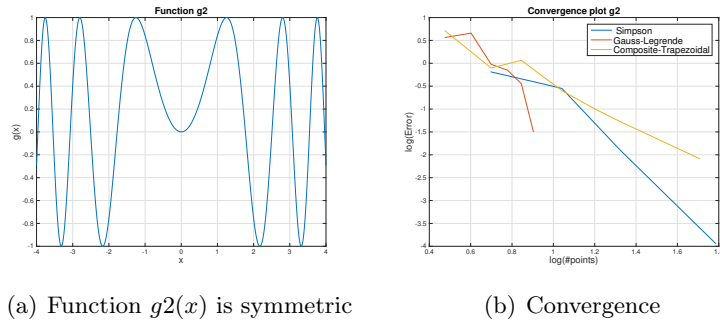 Function g2
1
0.8
0.6
0.4
0.2
0
-0.2
-0.4
-0.6
-0.8
-1
g(x)
-4 -3 -2 -1 0 1 2 3 4
x
Convergence plot g2
1
0.5
0
-0.5
-1
-1.5
-2
-2.5
-3
-3.5
-4
log(Error)
0.4 0.6 0.8 1 1.2 1.4 1.6 1.8
log(#points)
Simpson
Gauss-Legrende
Composite-Trapezoidal
(a) Function g2(x) is symmetric
(b) Convergence